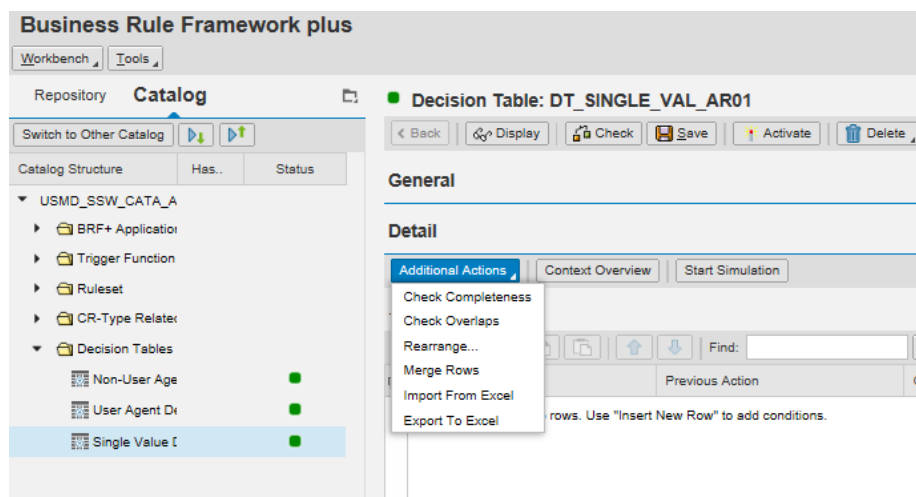 Business Rule Framework plus
Workbench Tools
Repository Catalog
Switch to Other Catalog
Catalog Structure Has.. Status
USMD_SSW_CATA_A
BRF+ Application
Trigger Function
Ruleset
CR-Type Related
Decision Tables
Non-User Age
User Agent De
Single Value D
Decision Table: DT_SINGLE_VAL_AR01
< Back Display Check Save Activate Delete
General
Detail
Additional Actions Context Overview Start Simulation
Check Completeness
Check Overlaps
Rearrange...
Merge Rows
Import From Excel
Export To Excel
Find:
Previous Action
rows. Use "Insert New Row" to add conditions.